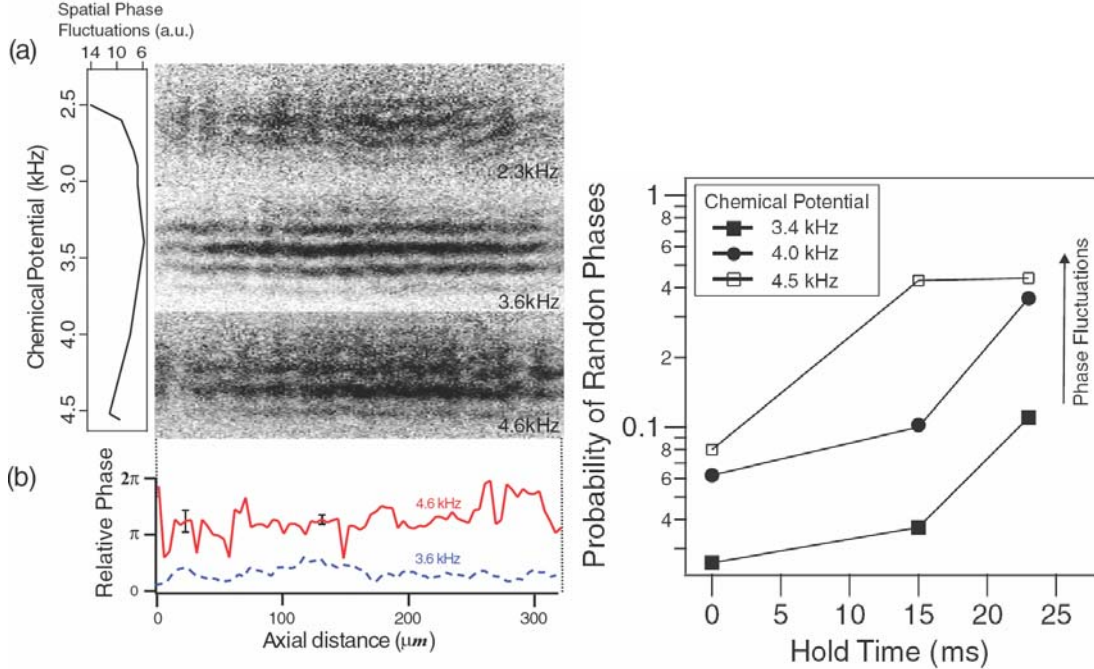 Spatial Phase
Fluctuations (a.u.)
14 10 6
(a)
Chemical Potential (kHz)
2.5
3.0
3.5
4.0
4.5
2.3kHz
3.6kHz
4.6kHz
(b)
Relative Phase
2π
π
0
4.6 kHz
3.6kHz
0 100 200 300
Axial distance (μm)
Probability of Randon Phases
1
8
6
4
2
0.1
8
6
4
Chemical Potential
3.4 kHz
4.0 kHz
4.5 kHz
Phase Fluctuations
0 5 10 15 20 25
Hold Time (ms)